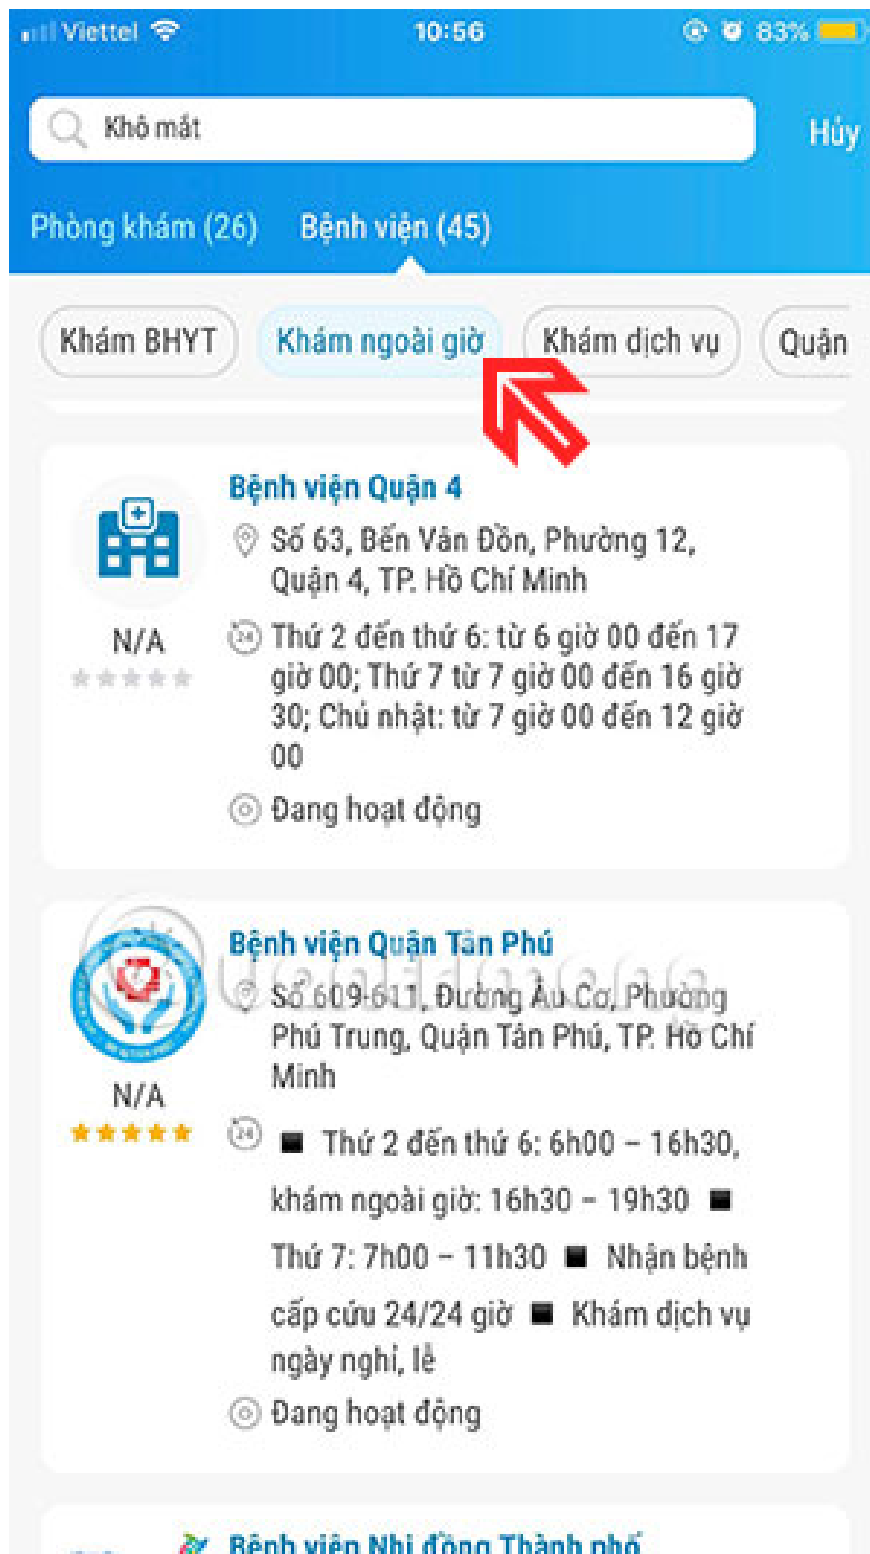 Viettel 10:56 83%
Khô mắt Hủy
Phòng khám (26) Bệnh viện (45)
Khám BHYT Khám ngoài giờ Khám dịch vụ Quận
Bệnh viện Quận 4
Số 63, Bến Vân Đồn, Phường 12,
Quận 4, TP. Hồ Chí Minh
N/A
24 Thứ 2 đến thứ 6: từ 6 giờ 00 đến 17
giờ 00; Thứ 7 từ 7 giờ 00 đến 16 giờ
30; Chủ nhật: từ 7 giờ 00 đến 12 giờ
00
Đang hoạt động
Bệnh viện Quận Tân Phú
Số 609-611, Đường Âu Cơ, Phường
Phú Trung, Quận Tân Phú, TP. Hồ Chí
Minh
N/A
24 ■ Thứ 2 đến thứ 6: 6h00 – 16h30,
khám ngoài giờ: 16h30 – 19h30 ■
Thứ 7: 7h00 – 11h30 ■ Nhận bệnh
cấp cứu 24/24 giờ ■ Khám dịch vụ
ngày nghỉ, lễ
Đang hoạt động
Bệnh viện Nhi đồng Thành phố